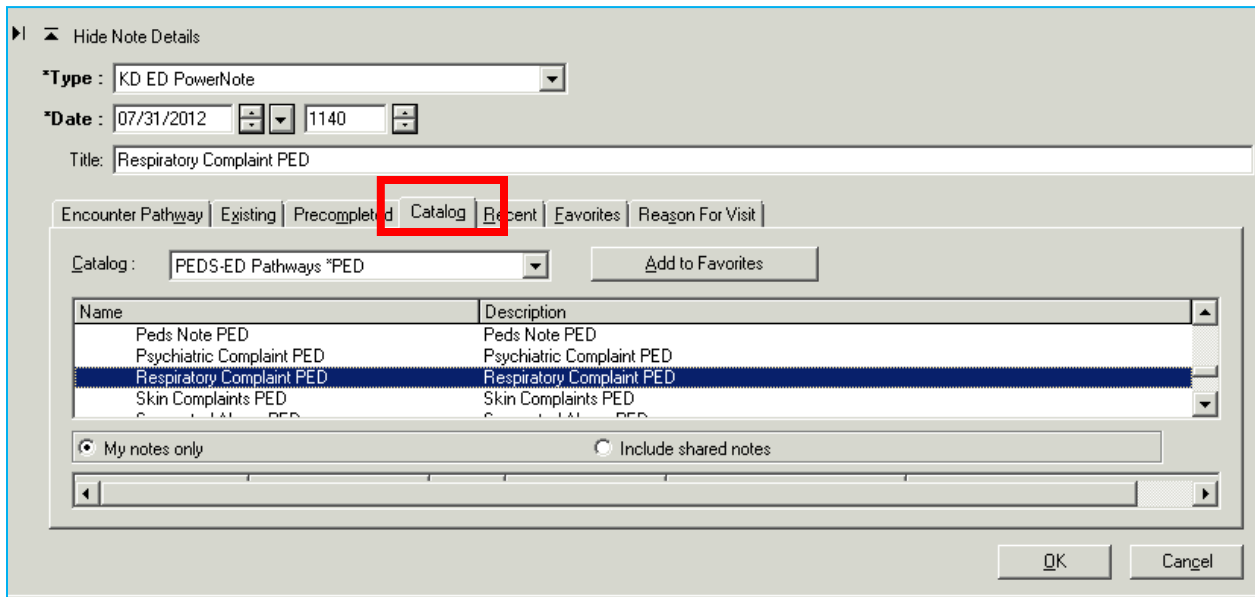 Hide Note Details
*Type : KD ED PowerNote
*Date : 07/31/2012 1140
Title: Respiratory Complaint PED
Encounter Pathway Existing Precompleted Catalog Recent Favorites Reason For Visit
Catalog : PEDS-ED Pathways *PED Add to Favorites
Name Description
Peds Note PED Peds Note PED
Psychiatric Complaint PED Psychiatric Complaint PED
Respiratory Complaint PED Respiratory Complaint PED
Skin Complaints PED Skin Complaints PED
My notes only Include shared notes
OK Cancel